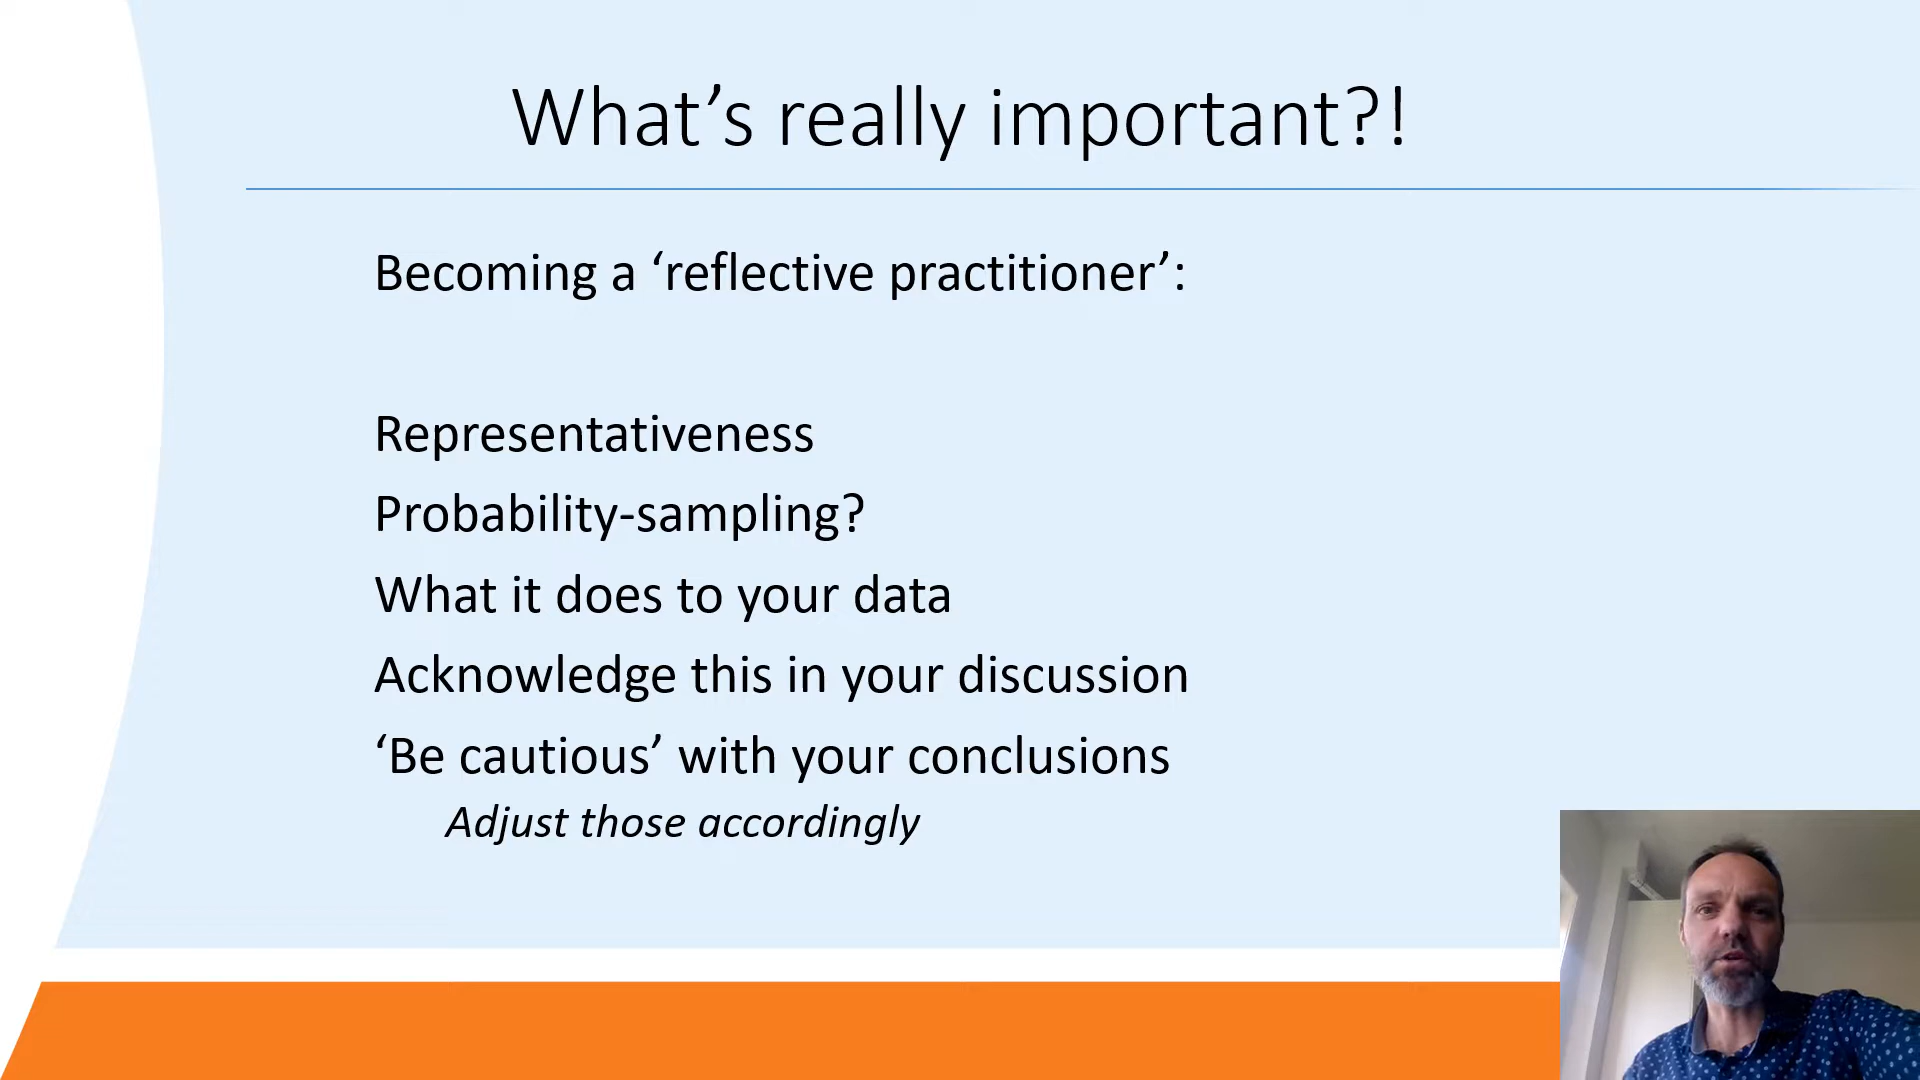 What’s really important?!
Becoming a ‘reflective practitioner’:
Representativeness
Probability-sampling?
What it does to your data
Acknowledge this in your discussion
‘Be cautious’ with your conclusions
Adjust those accordingly